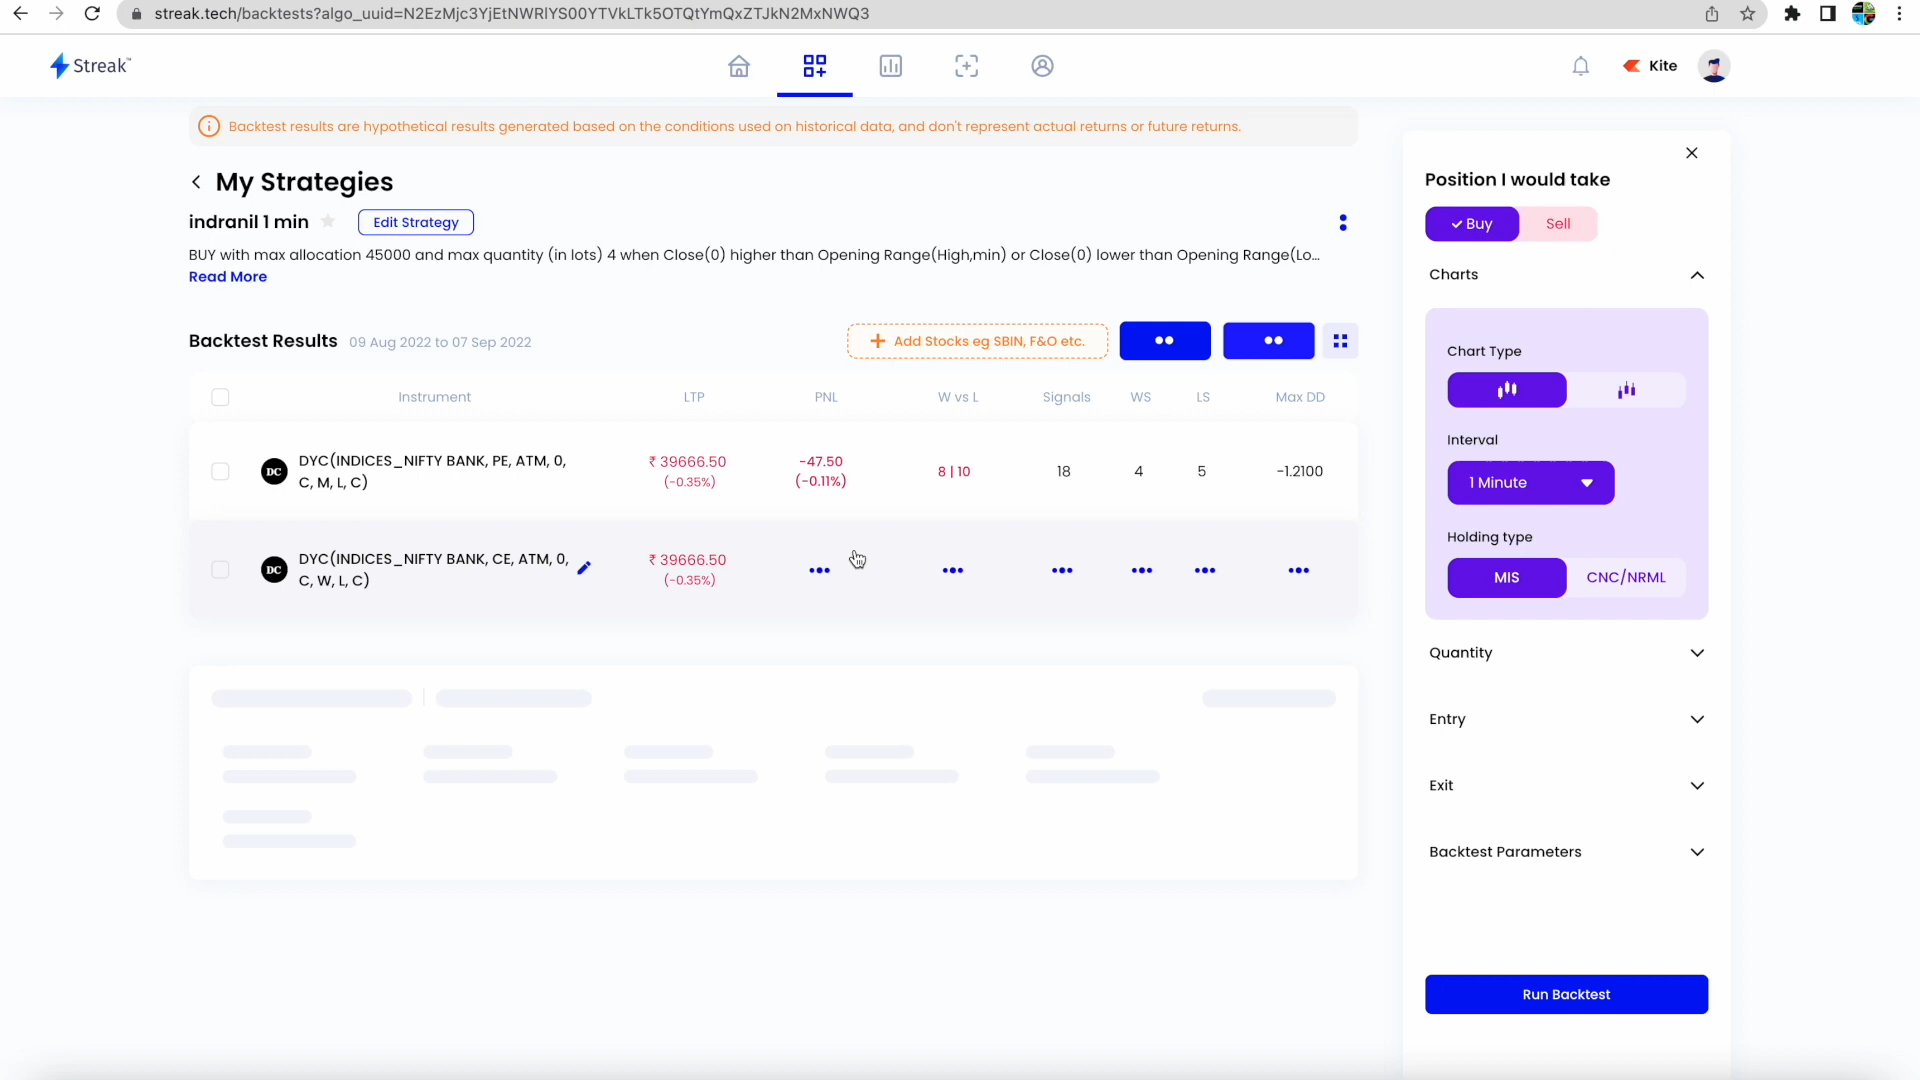 streak.tech/backtests?algo_uuid=N2EzMjc3YjEtNWRlYS00YTVkLTk5OTQtYmQxZTJkN2MxNWQ3
Streak™
Kite
Backtest results are hypothetical results generated based on the conditions used on historical data, and don't represent actual returns or future returns.
My Strategies
indranil 1 min
Edit Strategy
BUY with max allocation 45000 and max quantity (in lots) 4 when Close(0) higher than Opening Range(High,min) or Close(0) lower than Opening Range(Lo...
Read More
Backtest Results 09 Aug 2022 to 07 Sep 2022
+ Add Stocks eg SBIN, F&O etc.
Instrument LTP PNL W vs L Signals WS LS Max DD
DC DYC(INDICES_NIFTY BANK, PE, ATM, 0,
C, M, L, C)
₹ 39666.50
(-0.35%)
-47.50
(-0.11%)
8 | 10 18 4 5 -1.2100
DC DYC(INDICES_NIFTY BANK, CE, ATM, 0,
C, W, L, C)
₹ 39666.50
(-0.35%)
Position I would take
Buy Sell
Charts
Chart Type
Interval
1 Minute
Holding type
MIS CNC/NRML
Quantity
Entry
Exit
Backtest Parameters
Run Backtest